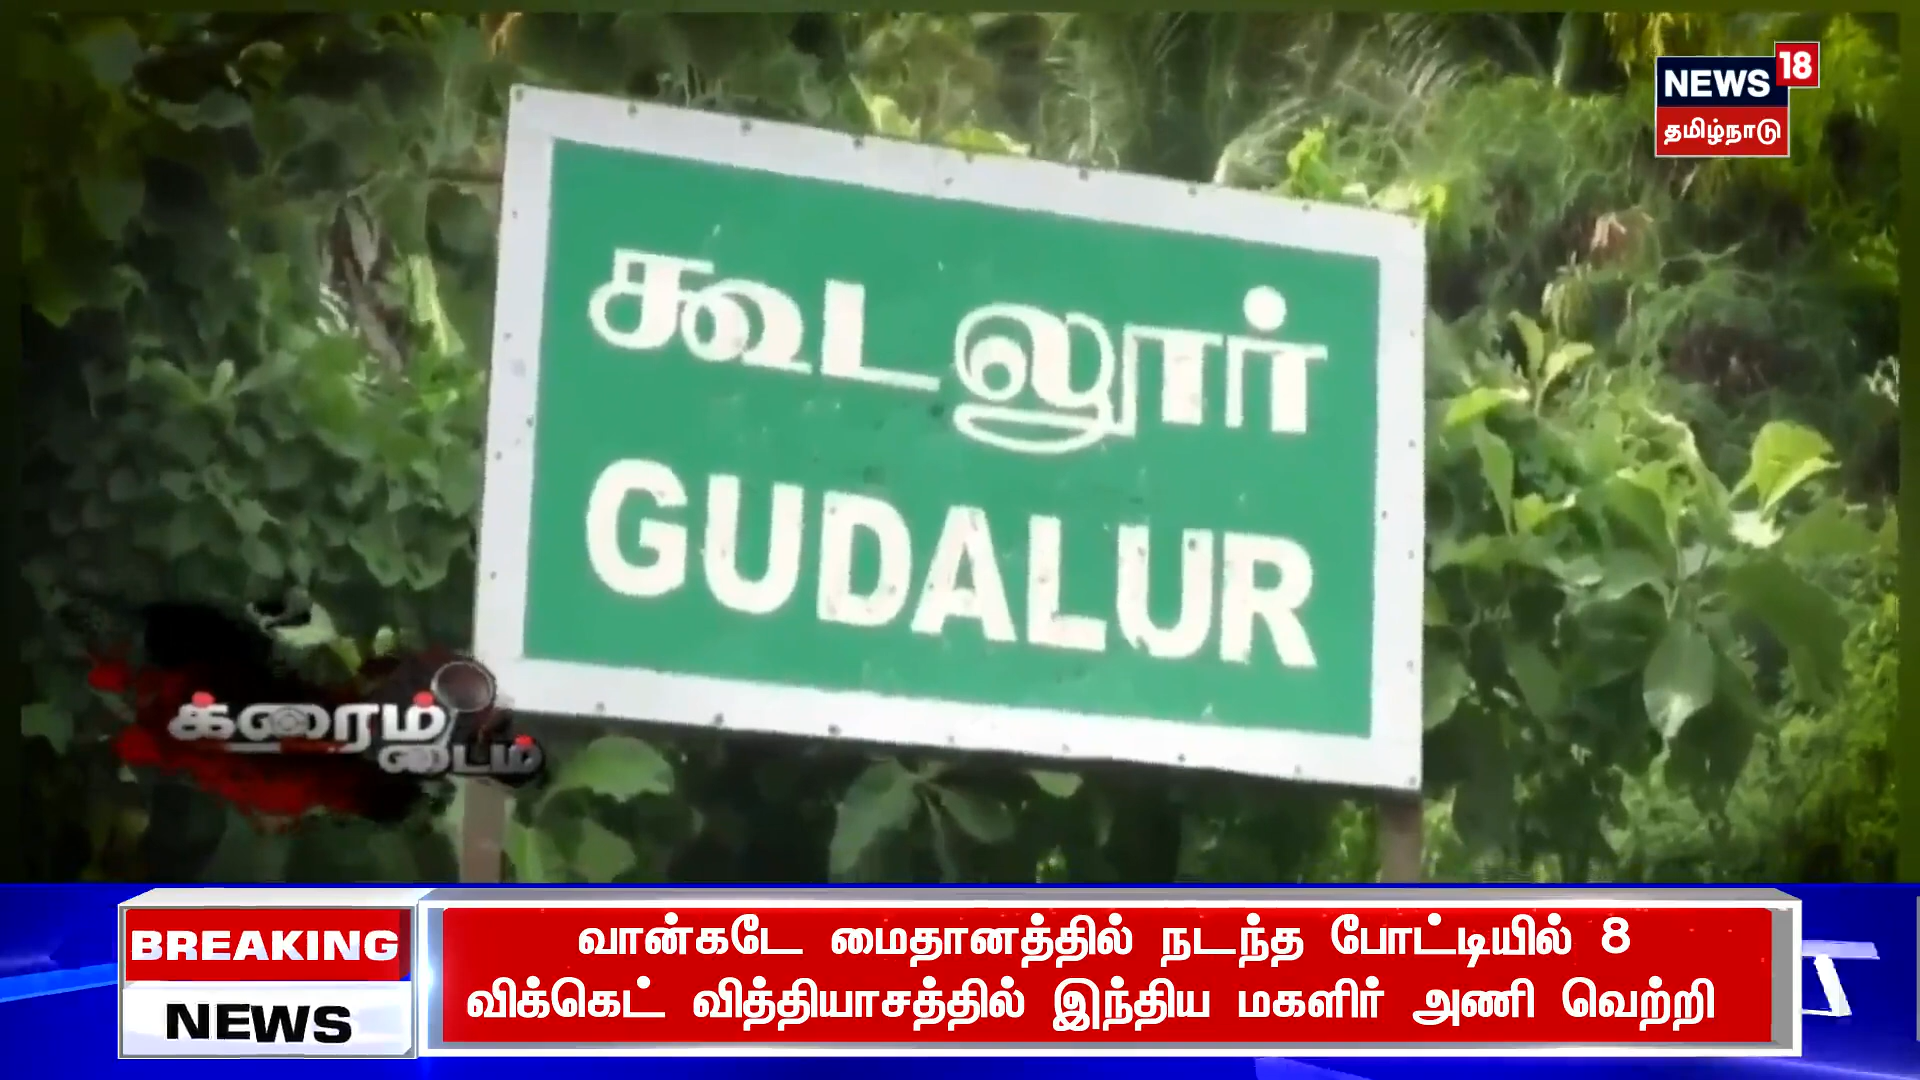 NEWS 18
தமிழ்நாடு
கூடலூர்
GUDALUR
க்ரைம்
டைம்
BREAKING
NEWS
வான்கடே மைதானத்தில் நடந்த போட்டியில் 8
விக்கெட் வித்தியாசத்தில் இந்திய மகளிர் அணி வெற்றி